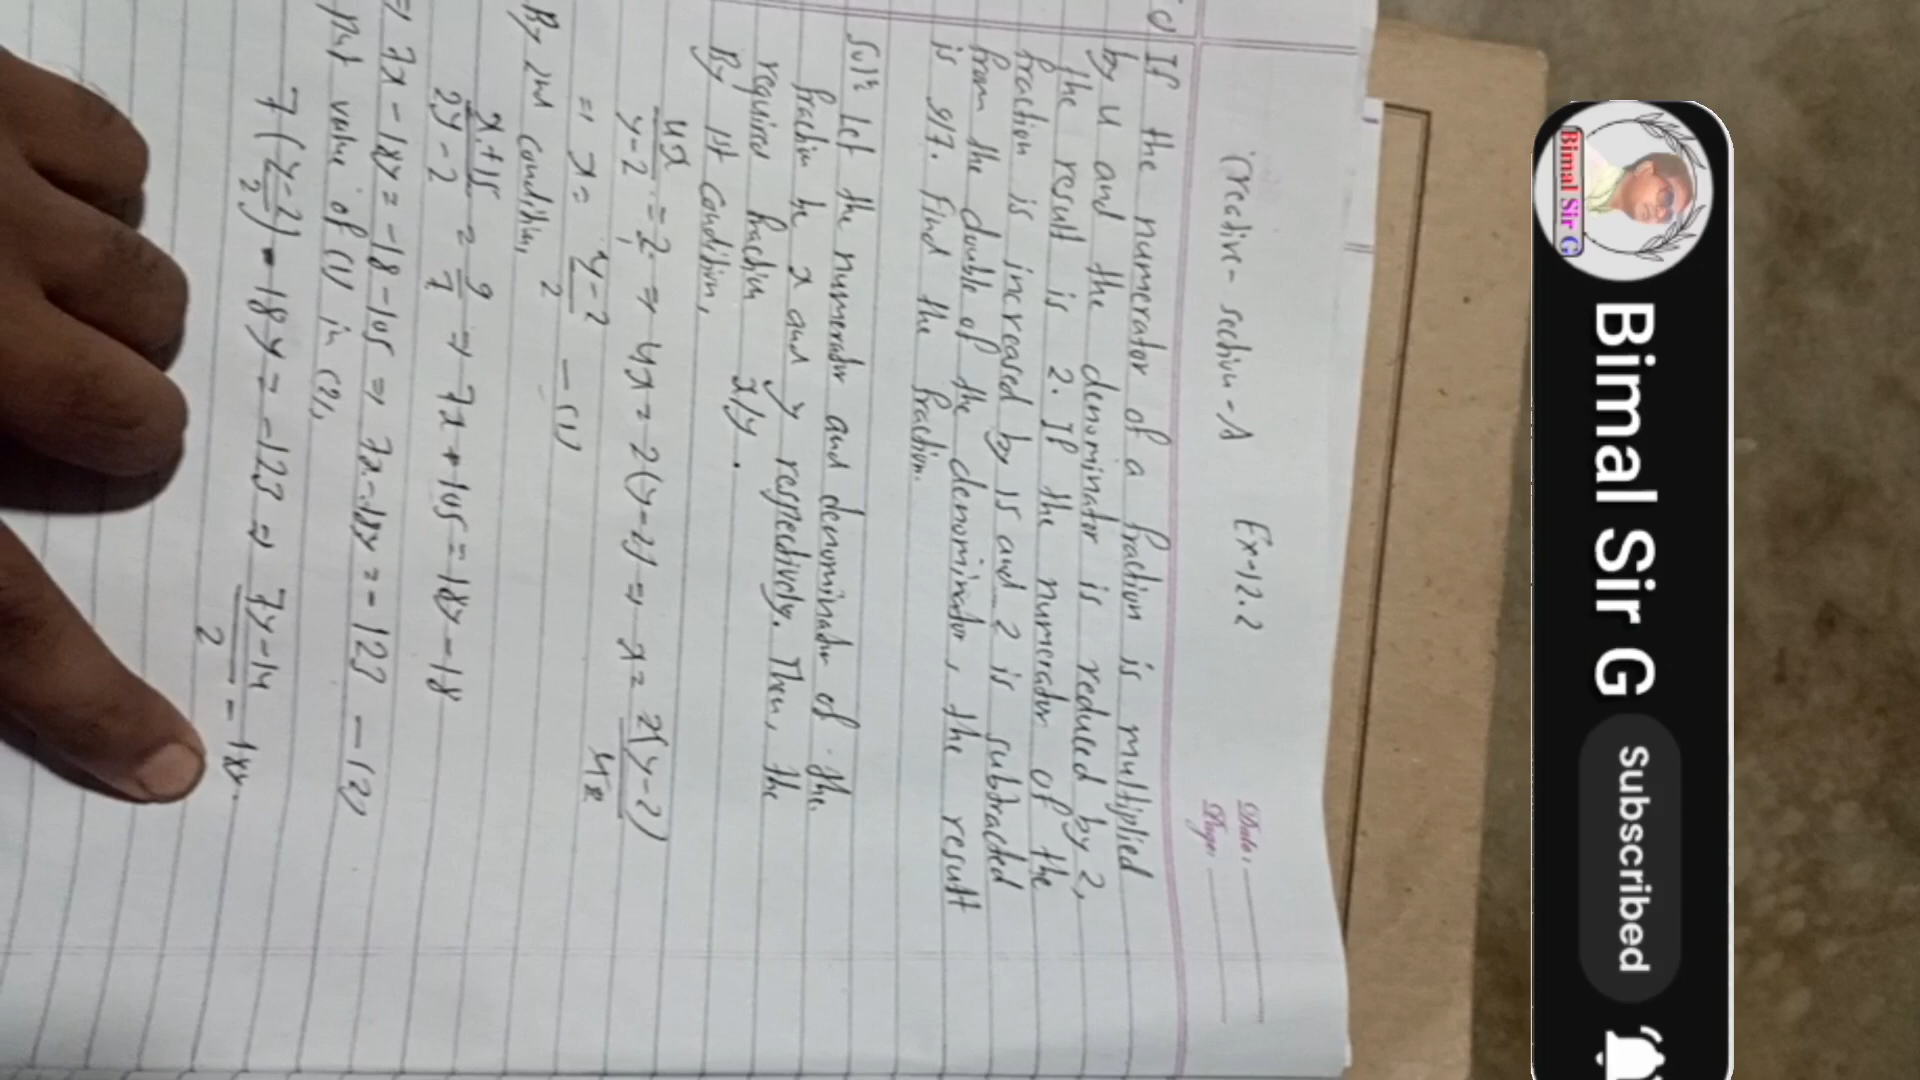 Creative - section - A Ex-12.2
Date:
Page:
If the numerator of a fraction is multiplied
by 4 and the denominator is reduced by 2,
the result is 2. If the numerator of the
fraction is increased by 15 and 2 is subtracted
from the double of the denominator, the result
is 9/7. Find the fraction.
Solⁿ Let the numerator and denominator of the
fraction be x and y respectively. Then, the
required fraction x/y.
By 1st condition,
4x/y-2 = 2 ⇒ 4x = 2(y-2) ⇒ x = 2(y-2)/4
⇒ x = y-2/2 - (1)
By 2nd condition,
x+15/2y-2 = 9/7 ⇒ 7x + 105 = 18y - 18
⇒ 7x - 18y = -18 - 105 ⇒ 7x - 18y = -123 - (2)
Put value of (1) in (2),
7(y-2/2) - 18y = -123 ⇒ 7y-14/2 - 18y
Bimal Sir G
Bimal Sir G
Subscribed